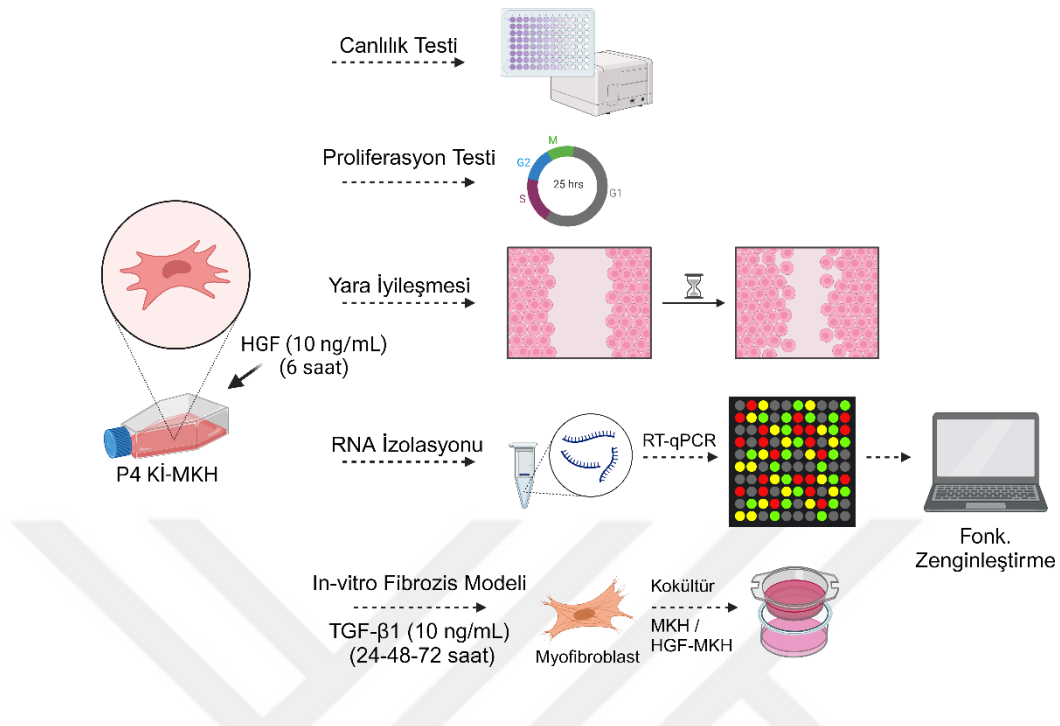 Canlılık Testi
Proliferasyon Testi
M
G2
25 hrs
G1
S
Yara İyileşmesi
HGF (10 ng/mL)
(6 saat)
P4 Kİ-MKH
RNA İzolasyonu
RT-qPCR
Fonk.
Zenginleştirme
In-vitro Fibrozis Modeli
TGF-β1 (10 ng/mL)
(24-48-72 saat)
Myofibroblast
Kokültür
MKH /
HGF-MKH